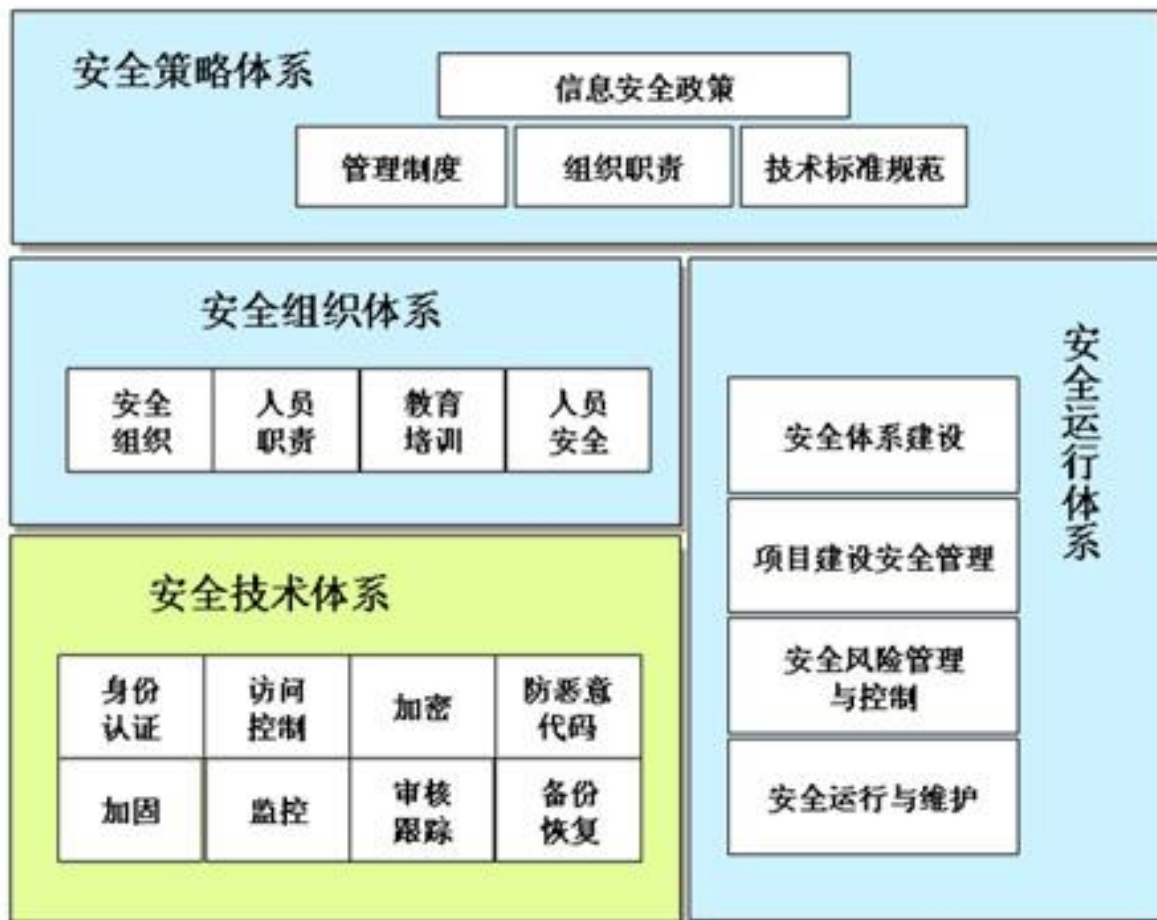 安全策略体系
信息安全政策
管理制度
组织职责
技术标准规范
安全组织体系
安全
组织
人员
职责
教育
培训
人员
安全
安全技术体系
身份
认证
访问
控制
加密
防恶意
代码
加固
监控
审核
跟踪
备份
恢复
安全运行体系
安全体系建设
项目建设安全管理
安全风险管理
与控制
安全运行与维护